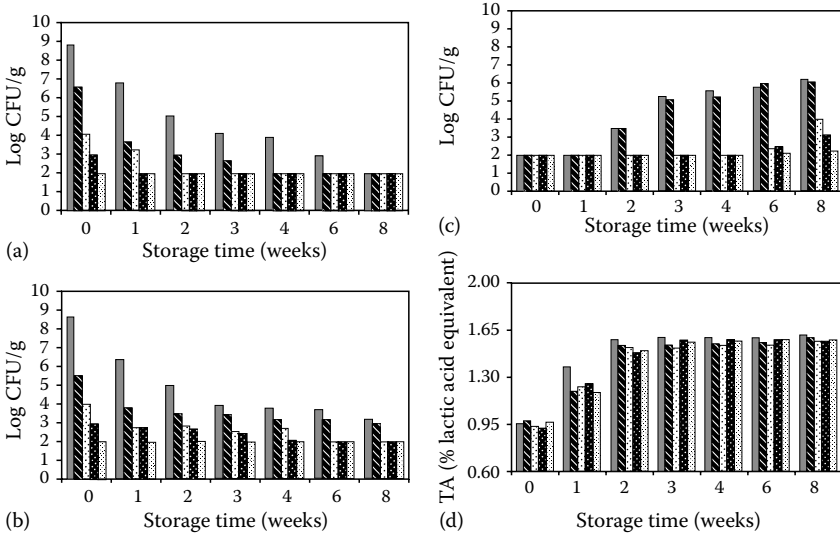 Log CFU/g
10
9
8
7
6
5
4
3
2
1
0
0 1 2 3 4 6 8
Storage time (weeks)
(a)
Log CFU/g
10
9
8
7
6
5
4
3
2
1
0
0 1 2 3 4 6 8
Storage time (weeks)
(b)
Log CFU/g
10
9
8
7
6
5
4
3
2
1
0
0 1 2 3 4 6 8
Storage time (weeks)
(c)
TA (% lactic acid equivalent)
2.00
1.65
1.30
0.95
0.60
0 1 2 3 4 6 8
Storage time (weeks)
(d)